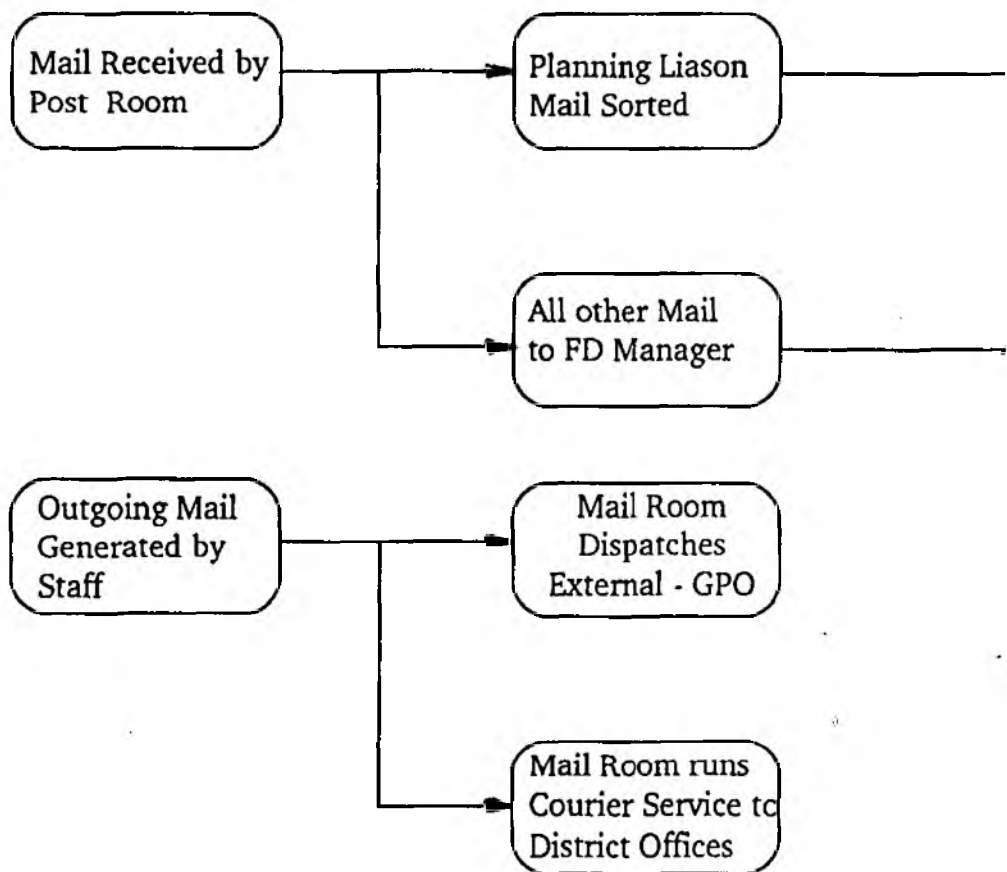 Mail Received by
Post Room
Planning Liason
Mail Sorted
All other Mail
to FD Manager
Outgoing Mail
Generated by
Staff
Mail Room
Dispatches
External - GPO
Mail Room runs
Courier Service to
District Offices